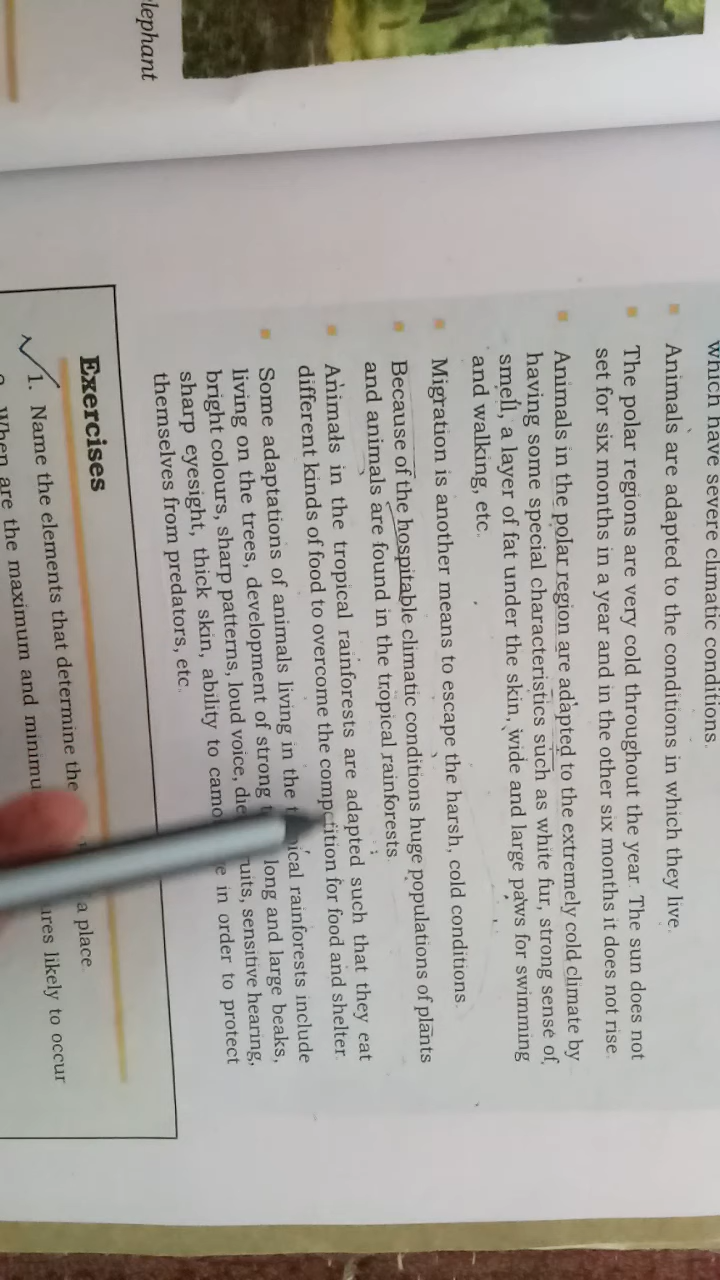 lephant
which have severe climatic conditions.
Animals are adapted to the conditions in which they live.
The polar regions are very cold throughout the year. The sun does not
set for six months in a year and in the other six months it does not rise.
Animals in the polar region are adapted to the extremely cold climate by
having some special characteristics such as white fur, strong sense of
smell, a layer of fat under the skin, wide and large paws for swimming
and walking, etc.
Migration is another means to escape the harsh, cold conditions.
Because of the hospitable climatic conditions huge populations of plants
and animals are found in the tropical rainforests.
Animals in the tropical rainforests are adapted such that they eat
different kinds of food to overcome the competition for food and shelter.
Some adaptations of animals living in the t ical rainforests include
living on the trees, development of strong long and large beaks,
bright colours, sharp patterns, loud voice, die ruits, sensitive hearing,
sharp eyesight, thick skin, ability to camo e in order to protect
themselves from predators, etc.
Exercises
1. Name the elements that determine the a place
When are the maximum and minimu ures likely to occur